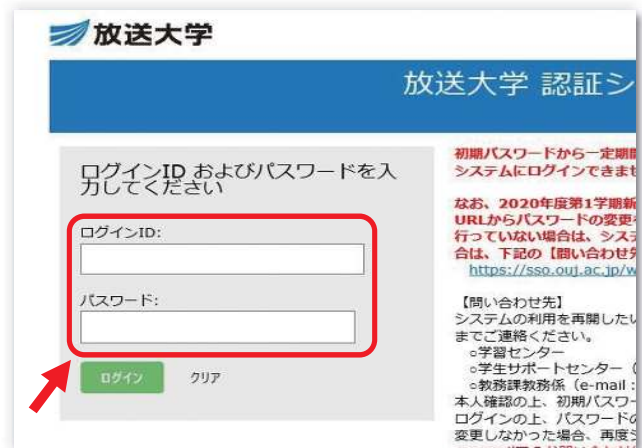 放送大学
放送大学 認証シ
ログインID およびパスワードを入
力してください
ログインID:
パスワード:
ログイン
クリア
初期パスワードから一定期
システムにログインできませ
なお、2020年度第1学期新
URLからパスワードの変更
行っていない場合は、システ
合は、下記の【問い合わせ先
https://sso.ouj.ac.jp/w
【問い合わせ先】
システムの利用を再開したい
までご連絡ください。
○学習センター
○学生サポートセンター（
○教務課教務係（e-mail：
本人確認の上、初期パスワー
ログインの上、パスワードの
変更しなかった場合、再度シ